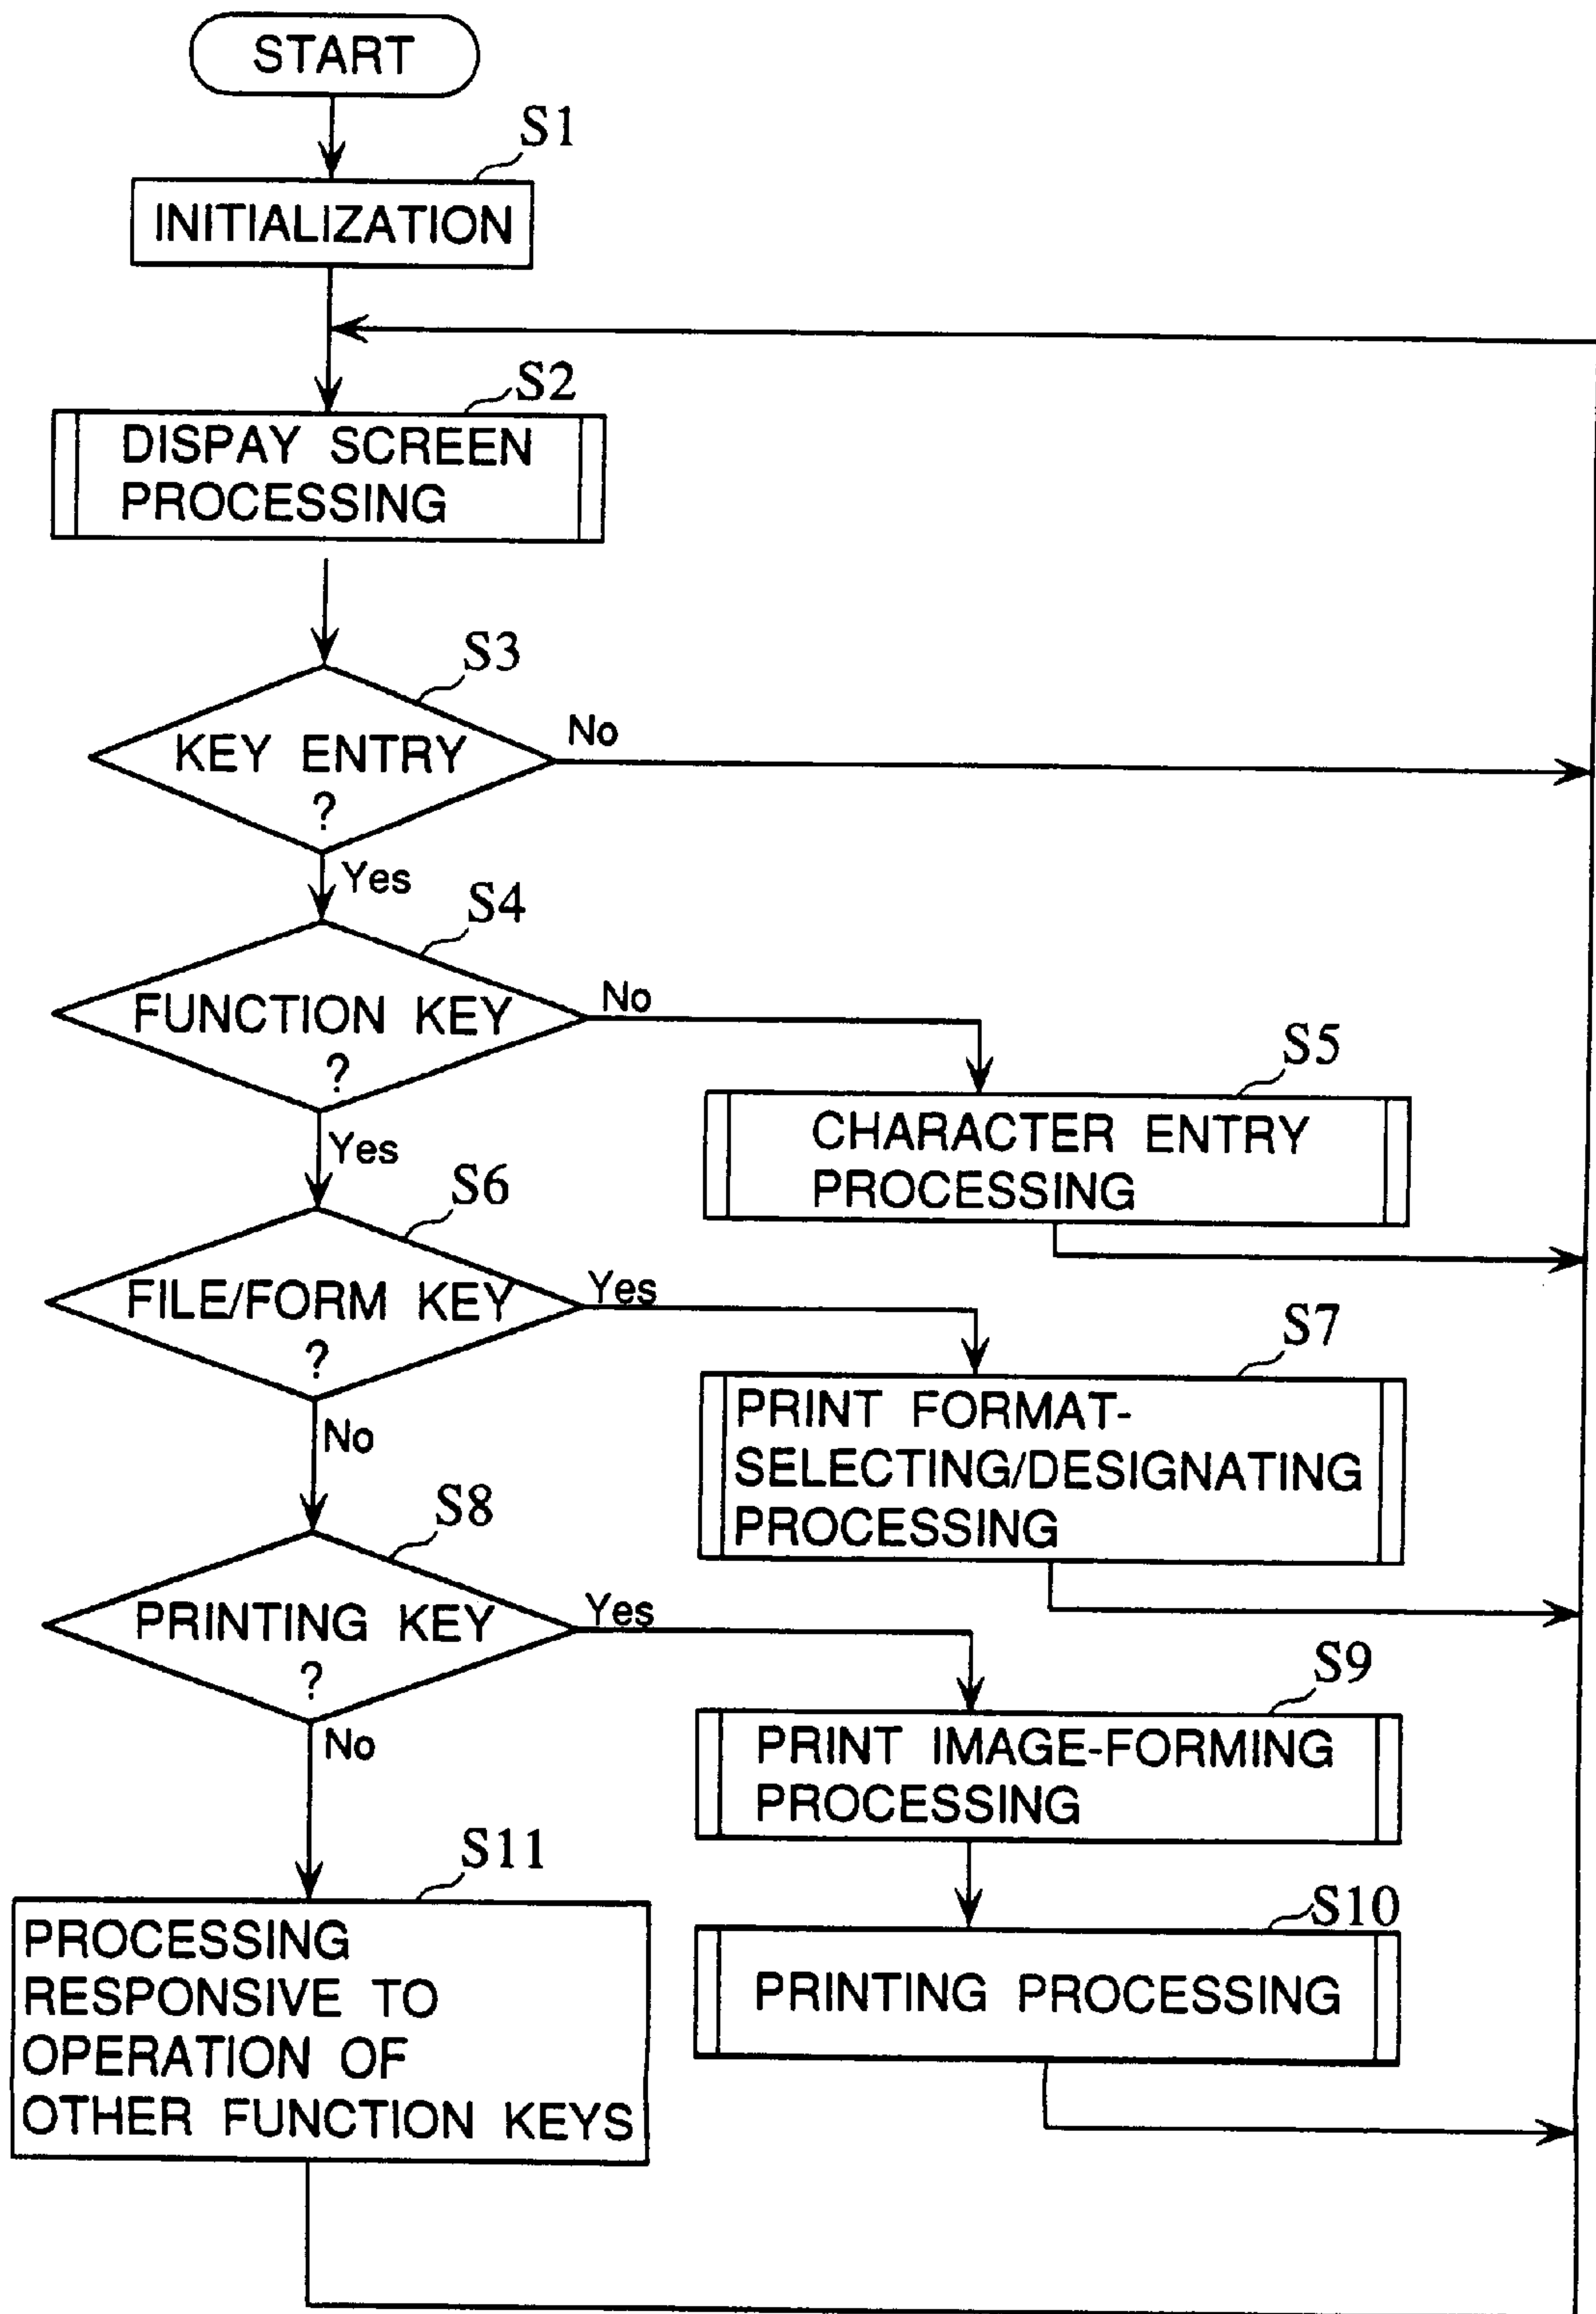 START
S1
INITIALIZATION
S2
DISPAY SCREEN
PROCESSING
S3
KEY ENTRY
?
No
Yes
S4
FUNCTION KEY
?
No
Yes
S5
CHARACTER ENTRY
PROCESSING
S6
FILE/FORM KEY
?
Yes
No
S7
PRINT FORMAT-
SELECTING/DESIGNATING
PROCESSING
S8
PRINTING KEY
?
Yes
No
S9
PRINT IMAGE-FORMING
PROCESSING
S10
PRINTING PROCESSING
S11
PROCESSING
RESPONSIVE TO
OPERATION OF
OTHER FUNCTION KEYS